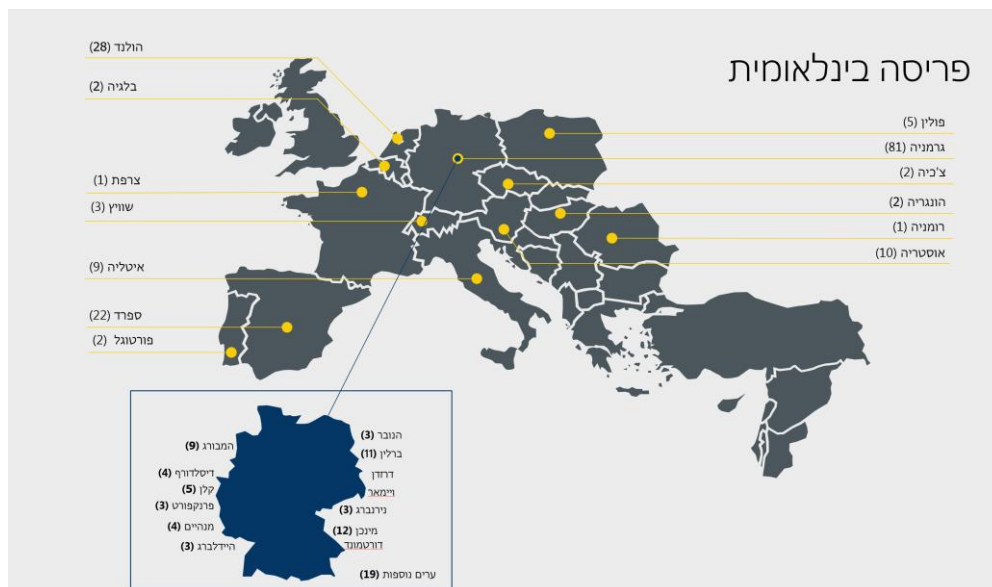 פריסה בינלאומית
הולנד (28)
בלגיה (2)
צרפת (1)
שוויץ (3)
איטליה (9)
ספרד (22)
פורטוגל (2)
פולין (5)
גרמניה (81)
צ'כיה (2)
הונגריה (2)
רומניה (1)
אוסטריה (10)
הנובר (3)
ברלין (11)
דרזדן
ויימאר
נירנברג (3)
מינכן (12)
דורטמונד
ערים נוספות (19)
המבורג (9)
דיסלדורף (4)
קלן (5)
פרנקפורט (3)
מנהיים (4)
היידלברג (3)